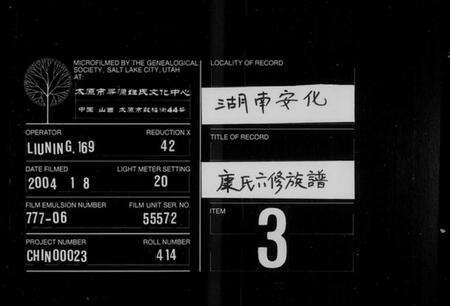 MICROFILMED BY THE GENEALOGICAL
SOCIETY, SALT LAKE CITY, UTAH
AT:
太原市寻源姓氏文化中心
中国 山西 太原市鼓楼街44号
OPERATOR
REDUCTION X
LIUNING,169
42
DATE FILMED
LIGHT METER SETTING
2004 1 8
20
FILM EMULSION NUMBER
FILM UNIT SER. NO.
777-06
55572
PROJECT NUMBER
ROLL NUMBER
CHIN00023
414
LOCALITY OF RECORD
湖南安化
TITLE OF RECORD
康氏六修族譜
ITEM
3